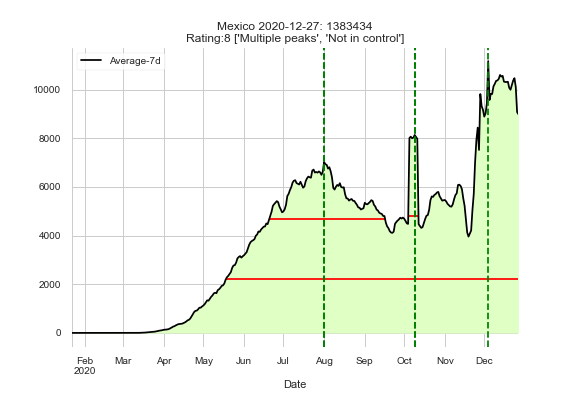 Mexico 2020-12-27: 1383434
Rating:8 ['Multiple peaks', 'Not in control']
Average-7d
10000
8000
6000
4000
2000
0
Feb Mar Apr May Jun Jul Aug Sep Oct Nov Dec
2020
Date